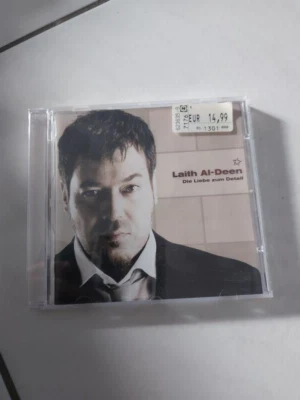 EUR 14,99
Laith Al-Deen
Die Liebe zum Detail